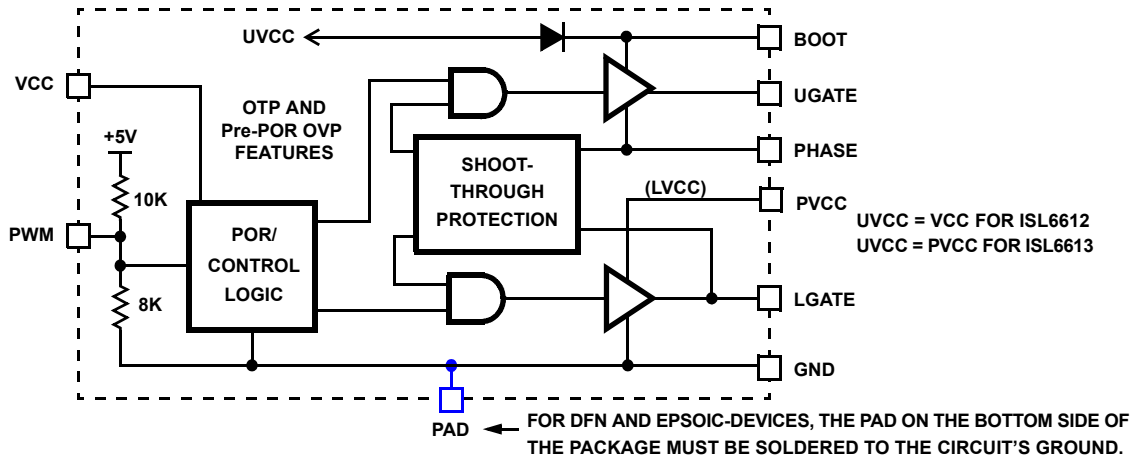 UVCC
BOOT
VCC
OTP AND
Pre-POR OVP
FEATURES
UGATE
+5V
10K
SHOOT-
THROUGH
PROTECTION
PHASE
(LVCC)
PVCC
UVCC = VCC FOR ISL6612
UVCC = PVCC FOR ISL6613
PWM
POR/
CONTROL
LOGIC
8K
LGATE
GND
PAD
FOR DFN AND EPSOIC-DEVICES, THE PAD ON THE BOTTOM SIDE OF
THE PACKAGE MUST BE SOLDERED TO THE CIRCUIT'S GROUND.